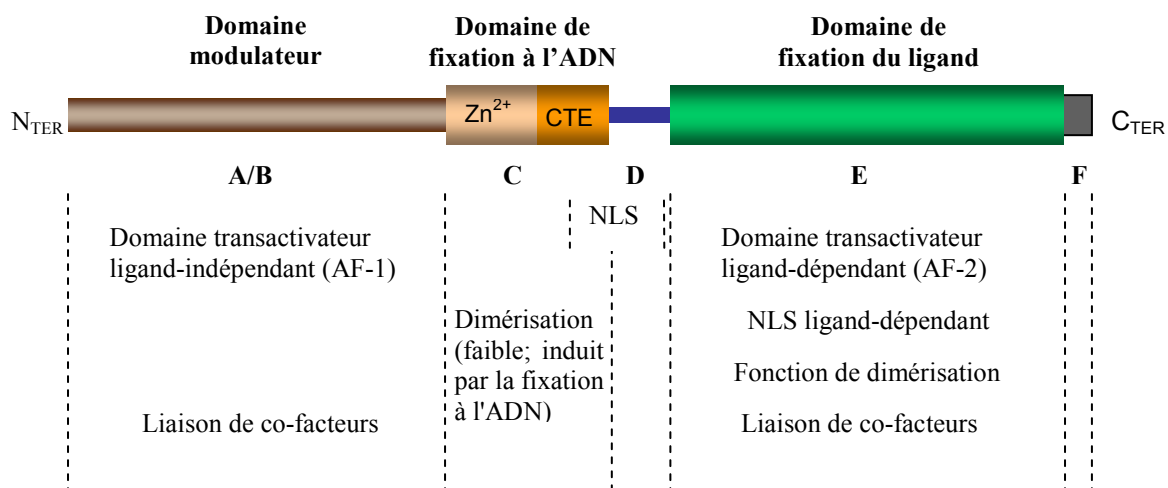 Domaine
modulateur
Domaine de
fixation à l'ADN
Domaine de
fixation du ligand
N_TER
Zn²⁺
CTE
C_TER
A/B
C
D
E
F
NLS
Domaine transactivateur
ligand-indépendant (AF-1)
Domaine transactivateur
ligand-dépendant (AF-2)
NLS ligand-dépendant
Dimérisation
(faible; induit
par la fixation
à l'ADN)
Fonction de dimérisation
Liaison de co-facteurs
Liaison de co-facteurs